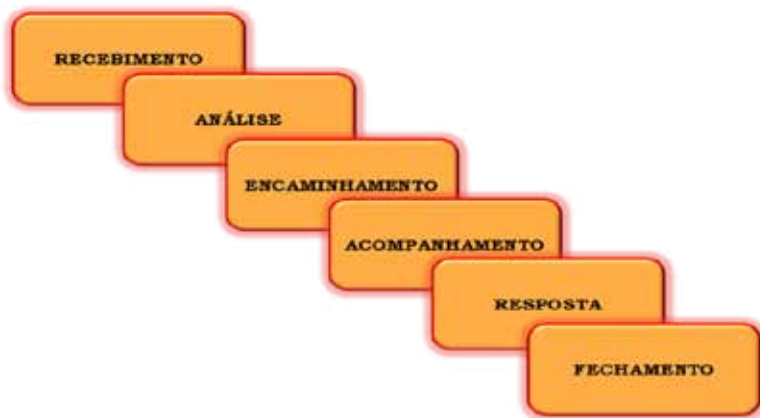 RECEBIMENTO
ANÁLISE
ENCAMINHAMENTO
ACOMPANHAMENTO
RESPOSTA
FECHAMENTO